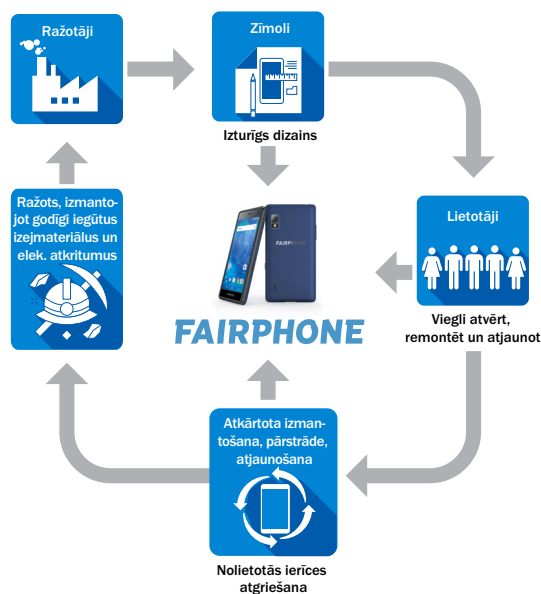 Ražotāji
Zīmoli
Izturīgs dizains
Ražots, izmanto-
jot godīgi iegūtus
izejmateriālus un
elek. atkritumus
FAIRPHONE
FAIRPHONE
Lietotāji
Viegli atvērt,
remontēt un atjaunot
Atkārtota izman-
tošana, pārstrāde,
atjaunošana
Nolietotās ierīces
atgriešana